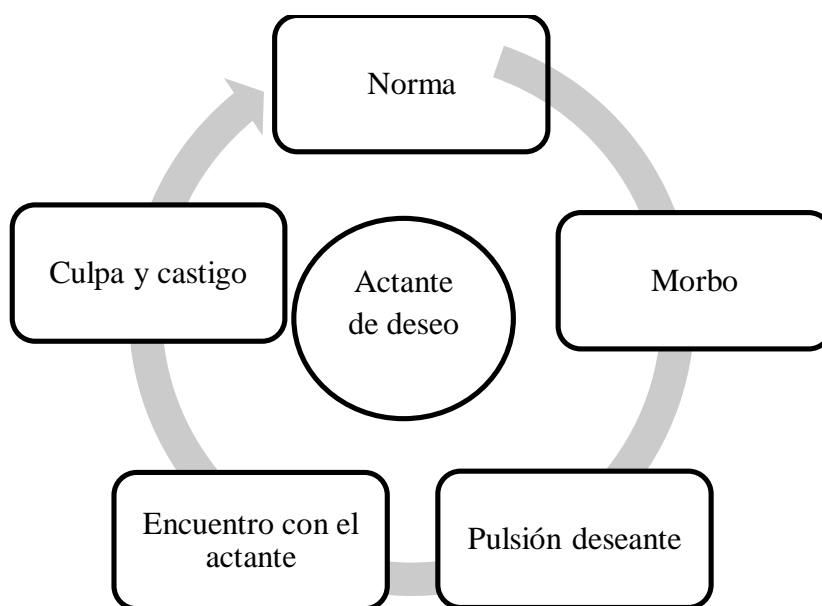 Norma
Morbo
Pulsión deseante
Encuentro con el
actante
Culpa y castigo
Actante
de deseo